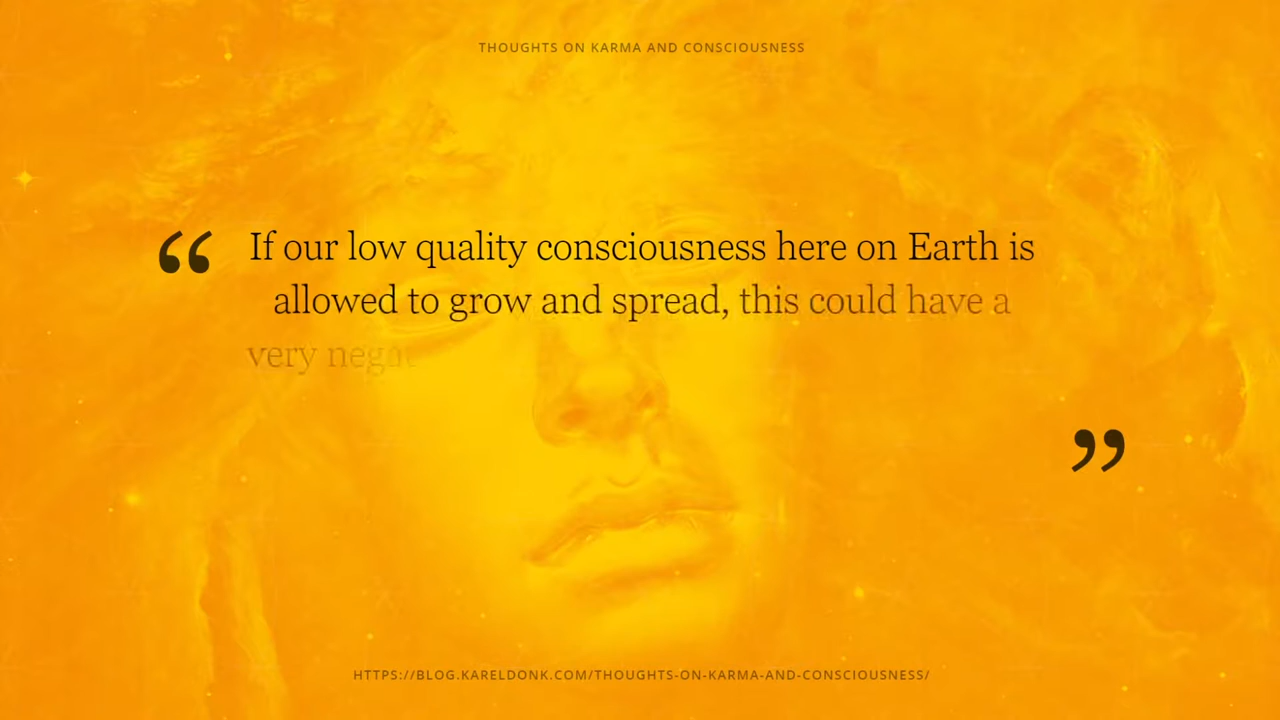 THOUGHTS ON KARMA AND CONSCIOUSNESS
“ If our low quality consciousness here on Earth is
allowed to grow and spread, this could have a
very
”
HTTPS://BLOG.KARELDONK.COM/THOUGHTS-ON-KARMA-AND-CONSCIOUSNESS/